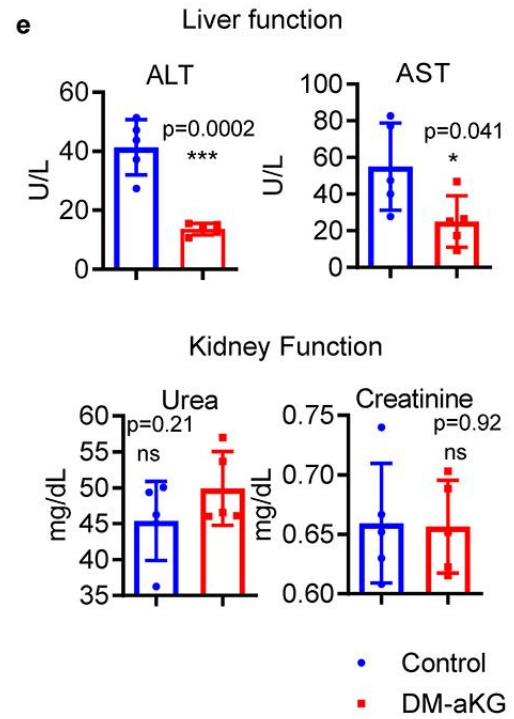 e
Liver function
ALT
AST
60
40
20
0
U/L
p=0.0002
***
100
80
60
40
20
0
U/L
p=0.041
*
Kidney Function
Urea
Creatinine
60
55
50
45
40
35
mg/dL
p=0.21
ns
0.75
0.70
0.65
0.60
mg/dL
p=0.92
ns
Control
DM-aKG